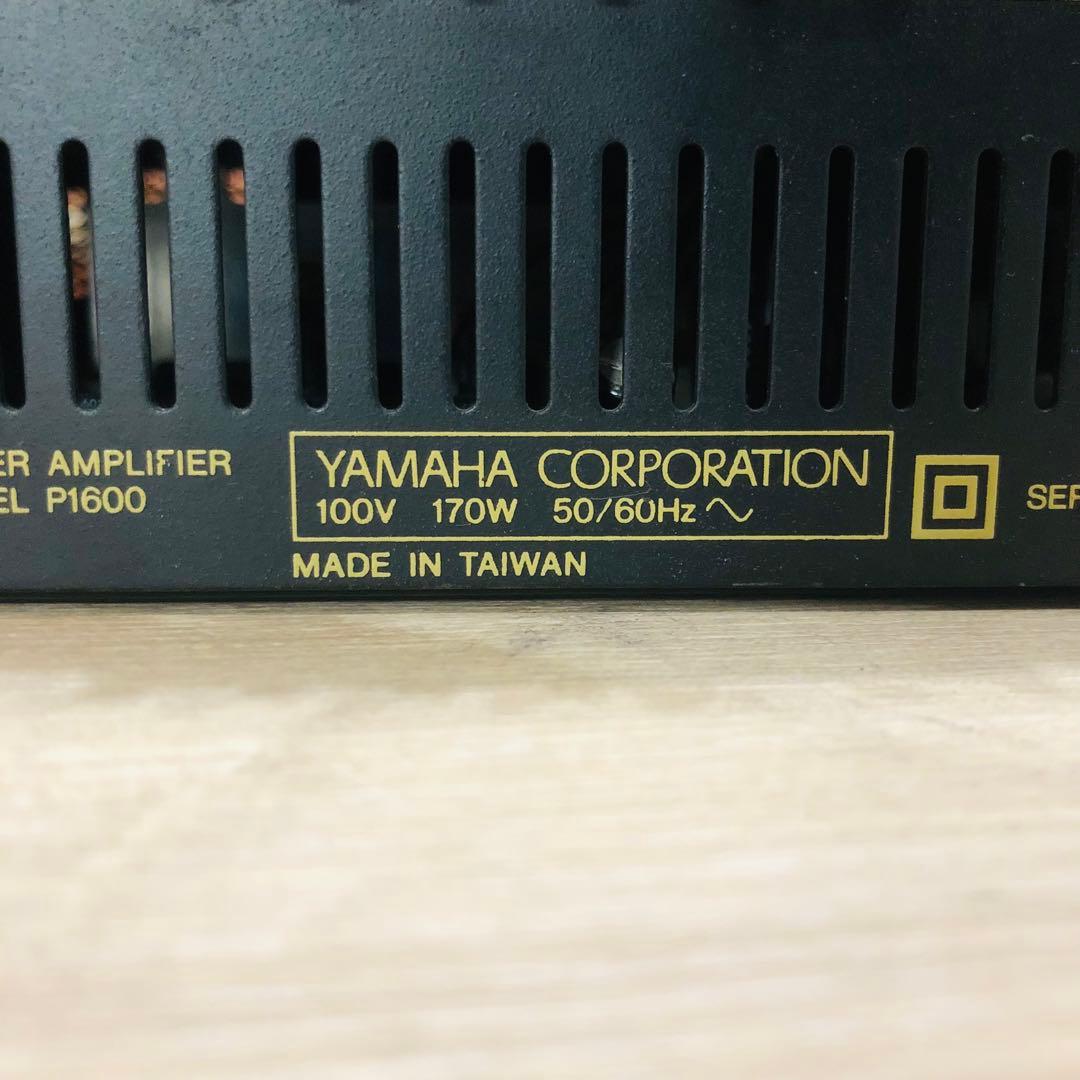 ER AMPLIFIER
EL P1600
YAMAHA CORPORATION
100V 170W 50/60Hz
MADE IN TAIWAN
SER